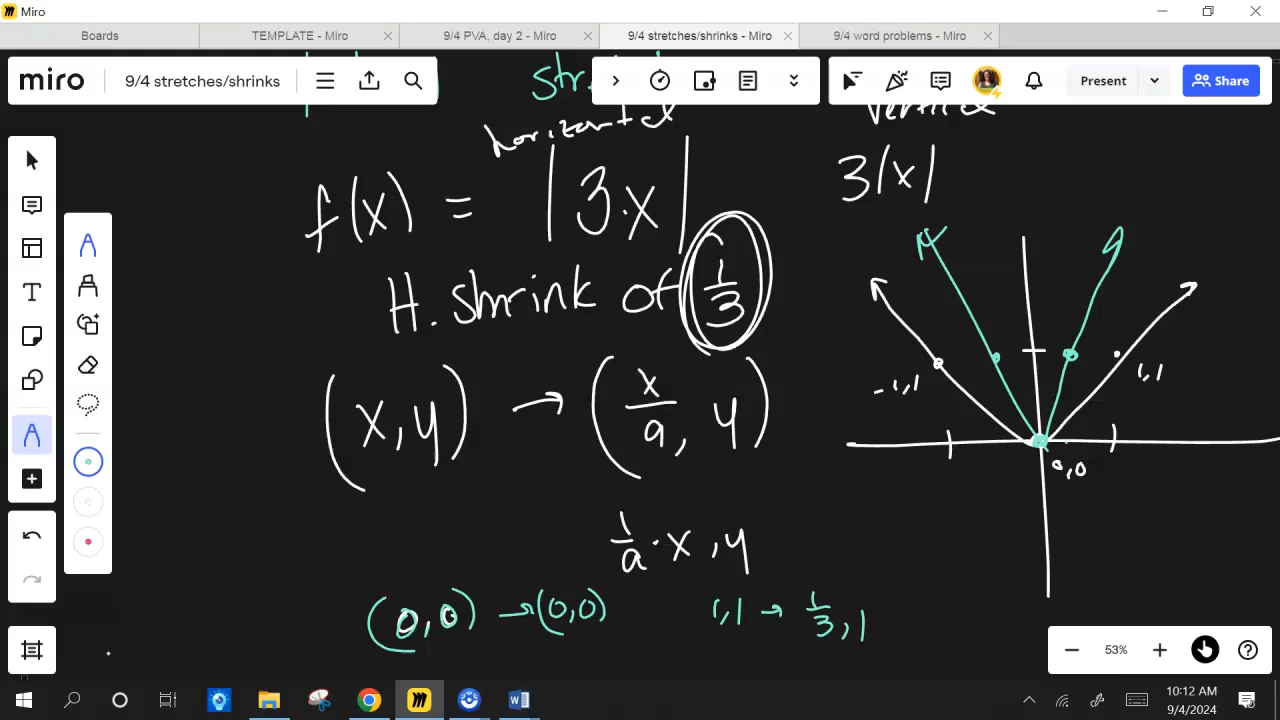 Miro
Boards
TEMPLATE - Miro
9/4 PVA, day 2 - Miro
9/4 stretches/shrinks - Miro
9/4 word problems - Miro
miro
9/4 stretches/shrinks
Present
Share
horizontal
vertical
f(x) = |3·x|
3|x|
H. shrink of 1/3
(x,y) → (x/a, y)
-1,1
1,1
0,0
1/a · x, y
(0,0) → (0,0)
1,1 → 1/3, 1
53%
10:12 AM
9/4/2024